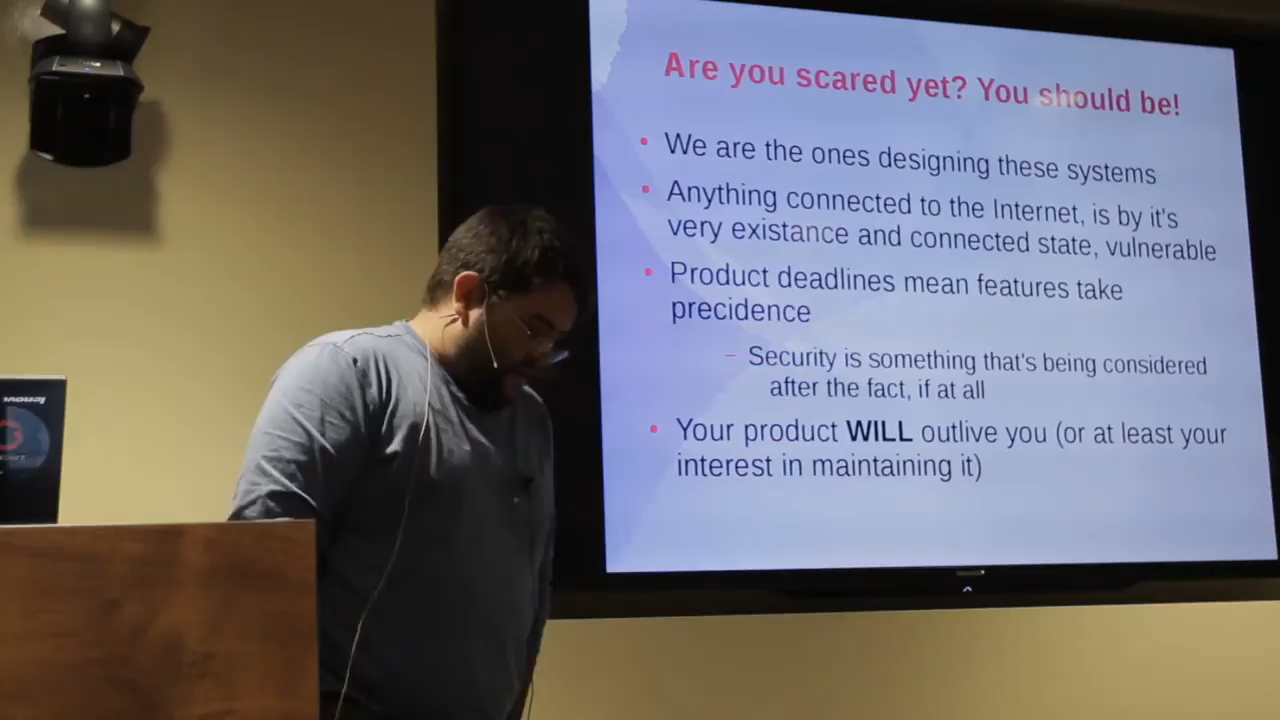 Are you scared yet? You should be!
• We are the ones designing these systems
• Anything connected to the Internet, is by it's
very existance and connected state, vulnerable
• Product deadlines mean features take
precidence
– Security is something that's being considered
after the fact, if at all
• Your product WILL outlive you (or at least your
interest in maintaining it)
lenovo